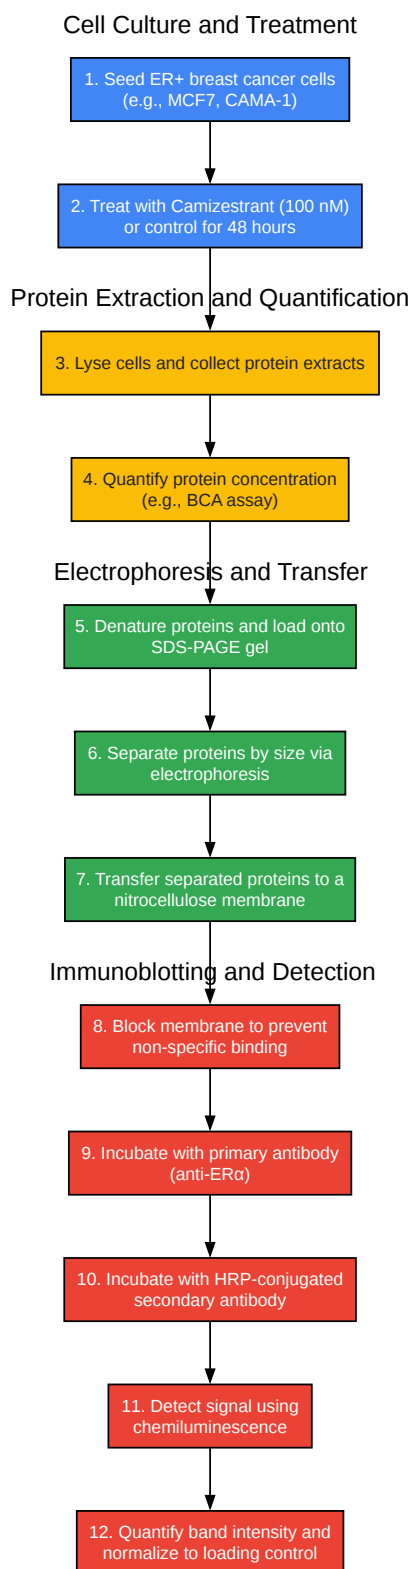 Cell Culture and Treatment
1. Seed ER+ breast cancer cells
(e.g., MCF7, CAMA-1)
2. Treat with Camizestrant (100 nM)
or control for 48 hours
Protein Extraction and Quantification
3. Lyse cells and collect protein extracts
4. Quantify protein concentration
(e.g., BCA assay)
Electrophoresis and Transfer
5. Denature proteins and load onto
SDS-PAGE gel
6. Separate proteins by size via
electrophoresis
7. Transfer separated proteins to a
nitrocellulose membrane
Immunoblotting and Detection
8. Block membrane to prevent
non-specific binding
9. Incubate with primary antibody
(anti-ERα)
10. Incubate with HRP-conjugated
secondary antibody
11. Detect signal using
chemiluminescence
12. Quantify band intensity and
normalize to loading control